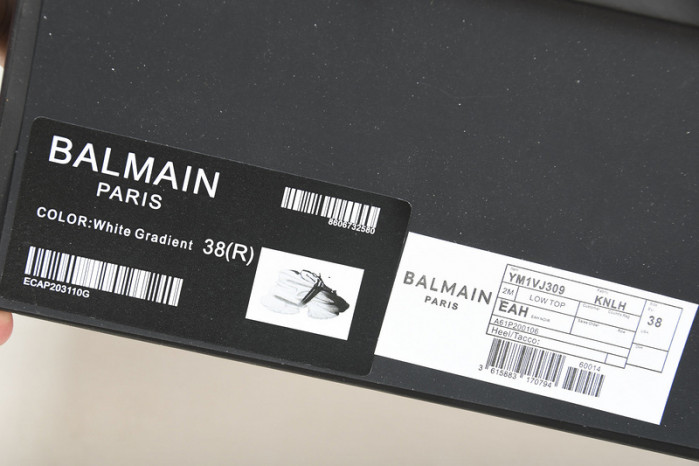 BALMAIN
PARIS
COLOR:White Gradient 38(R)
8606732580
ECAP203110G
BALMAIN
PARIS
YM1VJ309
KNLH
2M LOW TOP
EAH
38
A61P200106
Heel/Tacco:
60014
3 615683 170794